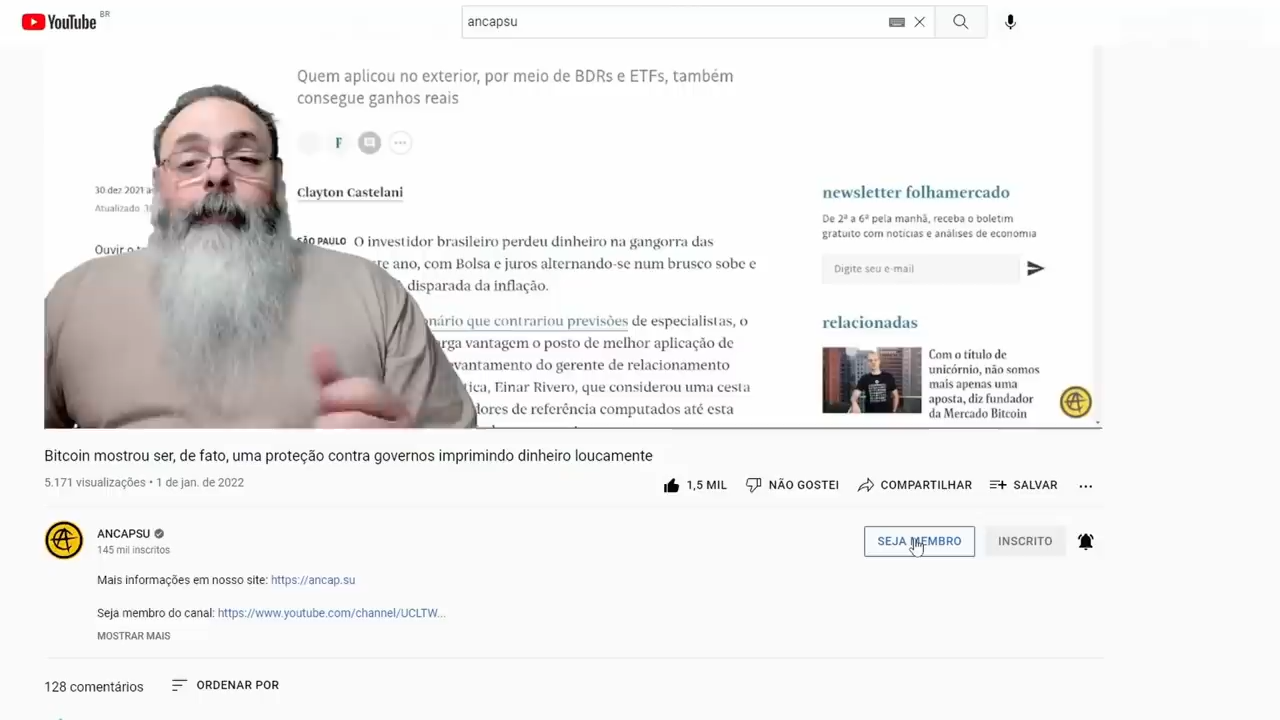 YouTube BR
ancapsu
Quem aplicou no exterior, por meio de BDRs e ETFs, também
consegue ganhos reais
F
30 dez 2021
Atualizado
Clayton Castelani
Ouvir o
SÃO PAULO O investidor brasileiro perdeu dinheiro na gangorra das
ste ano, com Bolsa e juros alternando-se num brusco sobe e
disparada da inflação.
onário que contrariou previsões de especialistas, o
arga vantagem o posto de melhor aplicação de
evantamento do gerente de relacionamento
tica, Einar Rivero, que considerou uma cesta
dores de referência computados até esta
newsletter folhamercado
De 2ª a 6ª pela manhã, receba o boletim
gratuito com notícias e análises de economia
Digite seu e-mail
relacionadas
Com o título de
unicórnio, não somos
mais apenas uma
aposta, diz fundador
da Mercado Bitcoin
Bitcoin mostrou ser, de fato, uma proteção contra governos imprimindo dinheiro loucamente
5.171 visualizações • 1 de jan. de 2022
1,5 MIL NÃO GOSTEI COMPARTILHAR SALVAR
ANCAPSU
145 mil inscritos
SEJA MEMBRO INSCRITO
Mais informações em nosso site: https://ancap.su
Seja membro do canal: https://www.youtube.com/channel/UCLTW...
MOSTRAR MAIS
128 comentários ORDENAR POR